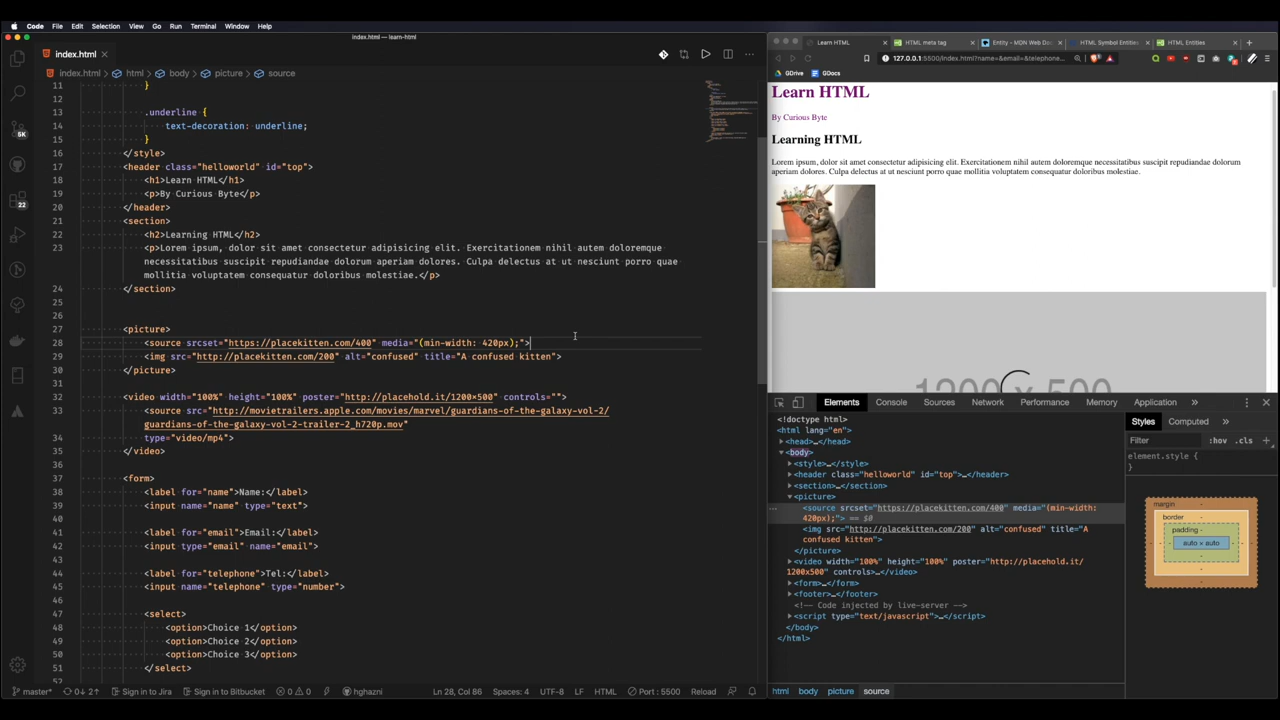 Code File Edit Selection View Go Run Terminal Window Help
index.html — learn-html
index.html
index.html html body picture source
11 }
12
13 .underline {
14 text-decoration: underline;
15 }
16 </style>
17 <header class="helloworld" id="top">
18 <h1>Learn HTML</h1>
19 <p>By Curious Byte</p>
20 </header>
21 <section>
22 <h2>Learning HTML</h2>
23 <p>Lorem ipsum, dolor sit amet consectetur adipisicing elit. Exercitationem nihil autem doloremque
necessitatibus suscipit repudiandae dolorum aperiam dolores. Culpa delectus at ut nesciunt porro quae
mollitia voluptatem consequatur doloribus molestiae.</p>
24 </section>
25
26
27 <picture>
28 <source srcset="https://placekitten.com/400" media="(min-width: 420px);">
29 <img src="http://placekitten.com/200" alt="confused" title="A confused kitten">
30 </picture>
31
32 <video width="100%" height="100%" poster="http://placehold.it/1200x500" controls="">
33 <source src="http://movietrailers.apple.com/movies/marvel/guardians-of-the-galaxy-vol-2/
guardians-of-the-galaxy-vol-2-trailer-2_h720p.mov"
34 type="video/mp4">
35 </video>
36
37 <form>
38 <label for="name">Name:</label>
39 <input name="name" type="text">
40
41 <label for="email">Email:</label>
42 <input type="email" name="email">
43
44 <label for="telephone">Tel:</label>
45 <input name="telephone" type="number">
46
47 <select>
48 <option>Choice 1</option>
49 <option>Choice 2</option>
50 <option>Choice 3</option>
51 </select>
9K
22
master* 0↓ 2↑ Sign in to Jira Sign in to Bitbucket 0 0 hghazni Ln 28, Col 86 Spaces: 4 UTF-8 LF HTML Port : 5500 Reload
Learn HTML HTML meta tag Entity - MDN Web Do HTML Symbol Entities HTML Entities
127.0.0.1:5500/index.html?name=&email=&telephone...
GDrive GDocs
Learn HTML
By Curious Byte
Learning HTML
Lorem ipsum, dolor sit amet consectetur adipisicing elit. Exercitationem nihil autem doloremque necessitatibus suscipit repudiandae dolorum
aperiam dolores. Culpa delectus at ut nesciunt porro quae mollitia voluptatem consequatur doloribus molestiae.
1200 x 500
Elements Console Sources Network Performance Memory Application »
<!doctype html>
<html lang="en">
<head>…</head>
<body>
<style>…</style>
<header class="helloworld" id="top">…</header>
<section>…</section>
<picture>
<source srcset="https://placekitten.com/400" media="(min-width:
420px);"> == $0
<img src="http://placekitten.com/200" alt="confused" title="A
confused kitten">
</picture>
<video width="100%" height="100%" poster="http://placehold.it/
1200x500" controls>…</video>
<form>…</form>
<footer>…</footer>
<!-- Code injected by live-server -->
<script type="text/javascript">…</script>
</body>
</html>
html body picture source
Styles Computed »
Filter :hov .cls +
element.style {
}
margin -
border -
padding -
- - - auto × auto - - -
-
-
-